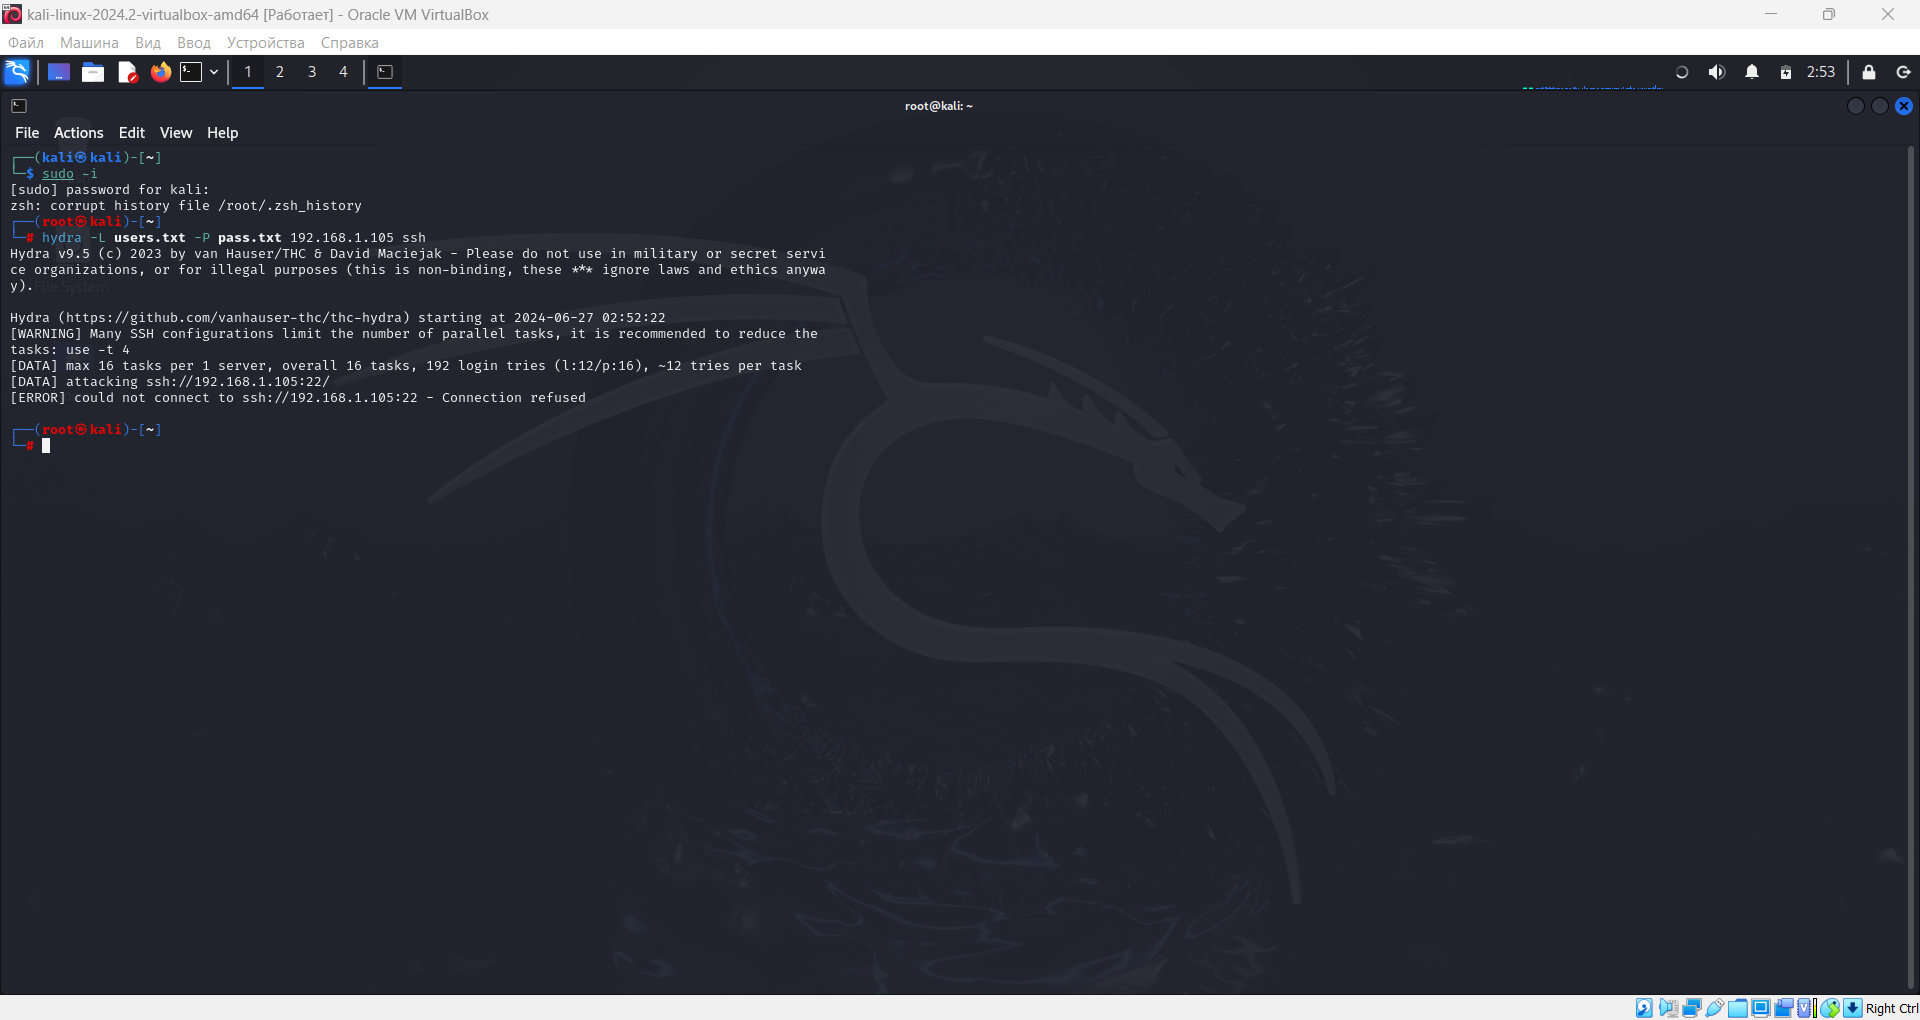 kali-linux-2024.2-virtualbox-amd64 [Работает] - Oracle VM VirtualBox
Файл Машина Вид Ввод Устройства Справка
1 2 3 4 2:53
root@kali: ~
File Actions Edit View Help
┌──(kali㉿kali)-[~]
└─$ sudo -i
[sudo] password for kali:
zsh: corrupt history file /root/.zsh_history
┌──(root㉿kali)-[~]
└─# hydra -L users.txt -P pass.txt 192.168.1.105 ssh
Hydra v9.5 (c) 2023 by van Hauser/THC & David Maciejak - Please do not use in military or secret servi
ce organizations, or for illegal purposes (this is non-binding, these *** ignore laws and ethics anywa
y).
File System
Hydra (https://github.com/vanhauser-thc/thc-hydra) starting at 2024-06-27 02:52:22
[WARNING] Many SSH configurations limit the number of parallel tasks, it is recommended to reduce the
tasks: use -t 4
[DATA] max 16 tasks per 1 server, overall 16 tasks, 192 login tries (l:12/p:16), ~12 tries per task
[DATA] attacking ssh://192.168.1.105:22/
[ERROR] could not connect to ssh://192.168.1.105:22 - Connection refused
┌──(root㉿kali)-[~]
└─#
Right Ctrl